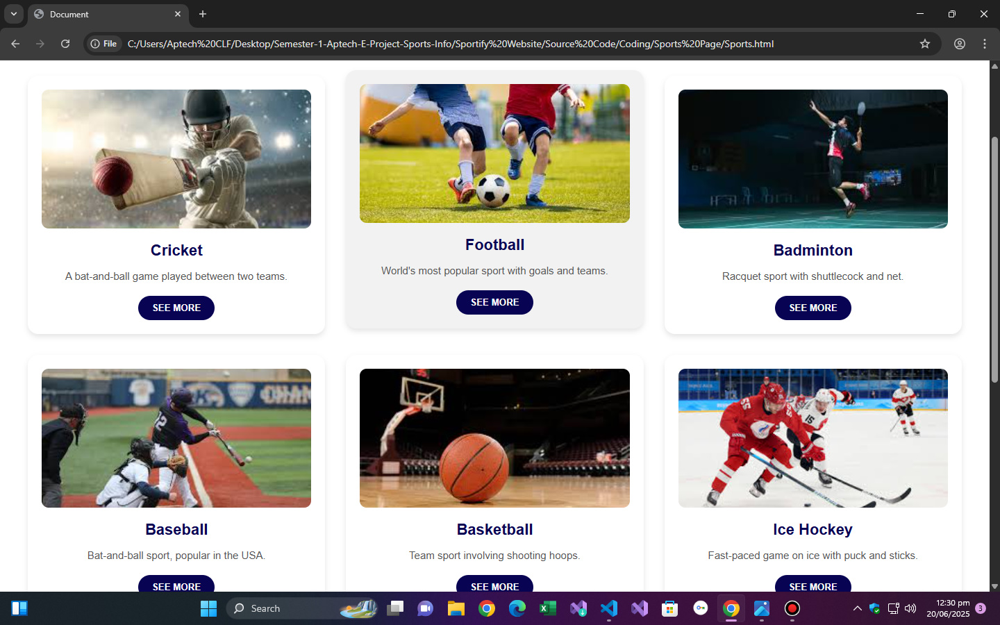 Document
File
C:/Users/Aptech%20CLF/Desktop/Semester-1-Aptech-E-Project-Sports-Info/Sportify%20Website/Source%20Code/Coding/Sports%20Page/Sports.html
Cricket
A bat-and-ball game played between two teams.
SEE MORE
Football
World's most popular sport with goals and teams.
SEE MORE
Badminton
Racquet sport with shuttlecock and net.
SEE MORE
Baseball
Bat-and-ball sport, popular in the USA.
SEE MORE
Basketball
Team sport involving shooting hoops.
SEE MORE
55
15
Ice Hockey
Fast-paced game on ice with puck and sticks.
SEE MORE
Search
12:30 pm
20/06/2025
3